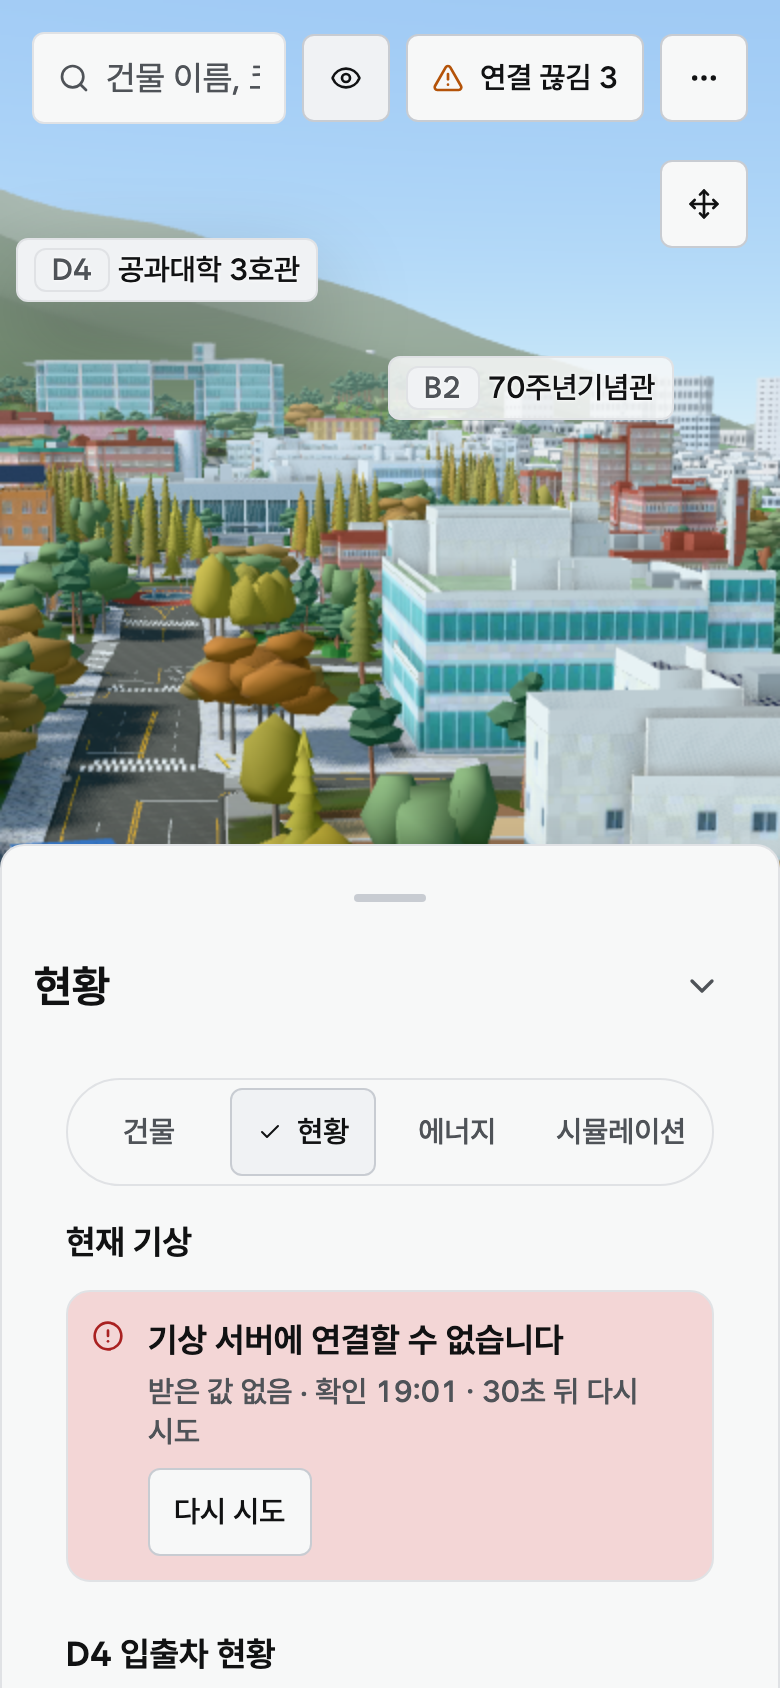 건물 이름,
연결 끊김 3
D4 공과대학 3호관
B2 70주년기념관
현황
건물
현황
에너지
시뮬레이션
현재 기상
기상 서버에 연결할 수 없습니다
받은 값 없음 · 확인 19:01 · 30초 뒤 다시
시도
다시 시도
D4 입출차 현황